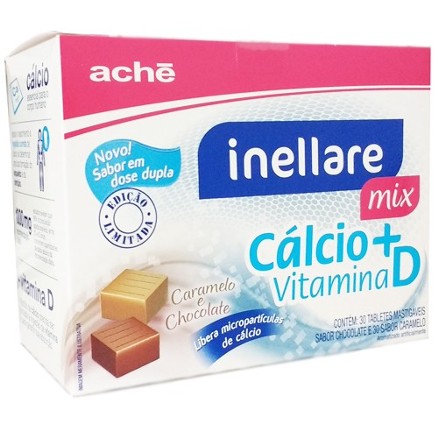 achē
Novo!
Sabor em
dose dupla
inellare
mix
EDIÇÃO
LIMITADA
Cálcio+
Vitamina D
Caramelo
e
Chocolate
Libera micropartículas
de cálcio
CONTÉM: 30 TABLETES MASTIGÁVEIS
SABOR CHOCOLATE E 30 SABOR CARAMELO
cálcio
vitamina D